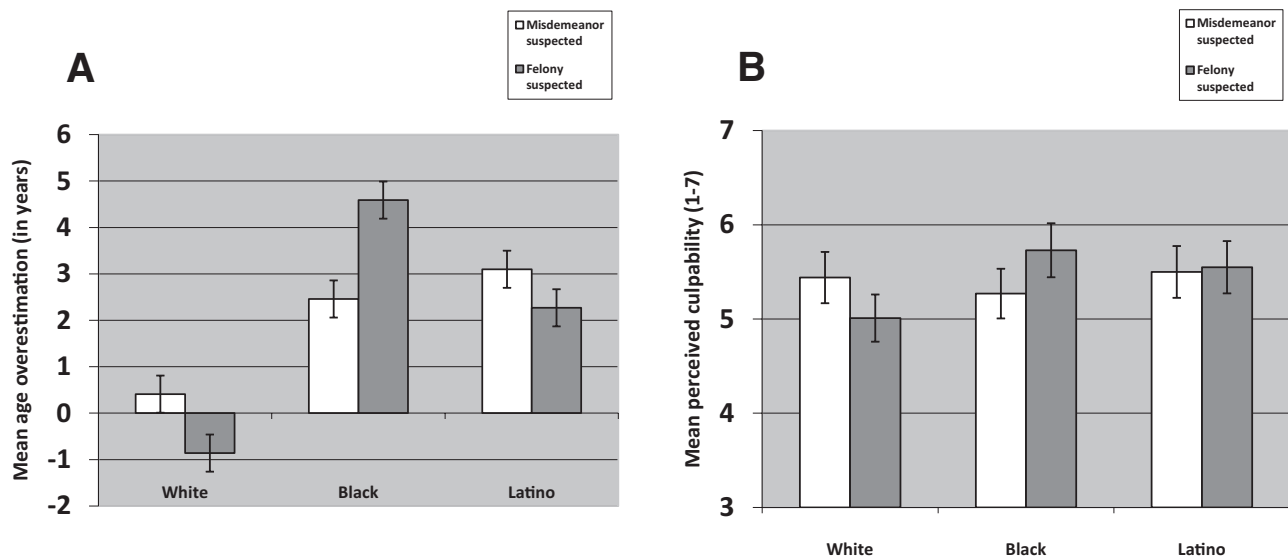 A
Misdemeanor
suspected
Felony
suspected
Mean age overestimation (in years)
6
5
4
3
2
1
0
-1
-2
White
Black
Latino
B
Misdemeanor
suspected
Felony
suspected
Mean perceived culpability (1-7)
7
6
5
4
3
White
Black
Latino